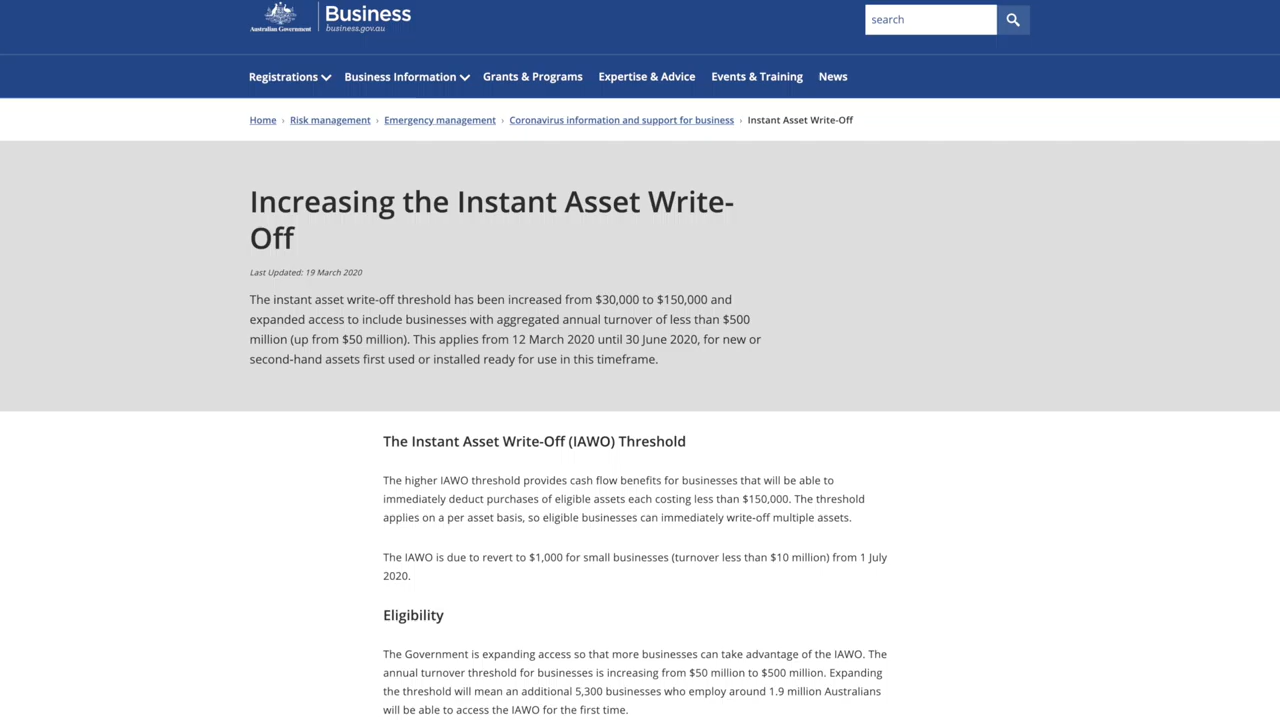 Australian Government
Business
business.gov.au
search
Registrations
Business Information
Grants & Programs
Expertise & Advice
Events & Training
News
Home › Risk management › Emergency management › Coronavirus information and support for business › Instant Asset Write-Off
Increasing the Instant Asset Write-
Off
Last Updated: 19 March 2020
The instant asset write-off threshold has been increased from $30,000 to $150,000 and
expanded access to include businesses with aggregated annual turnover of less than $500
million (up from $50 million). This applies from 12 March 2020 until 30 June 2020, for new or
second-hand assets first used or installed ready for use in this timeframe.
The Instant Asset Write-Off (IAWO) Threshold
The higher IAWO threshold provides cash flow benefits for businesses that will be able to
immediately deduct purchases of eligible assets each costing less than $150,000. The threshold
applies on a per asset basis, so eligible businesses can immediately write-off multiple assets.
The IAWO is due to revert to $1,000 for small businesses (turnover less than $10 million) from 1 July
2020.
Eligibility
The Government is expanding access so that more businesses can take advantage of the IAWO. The
annual turnover threshold for businesses is increasing from $50 million to $500 million. Expanding
the threshold will mean an additional 5,300 businesses who employ around 1.9 million Australians
will be able to access the IAWO for the first time.